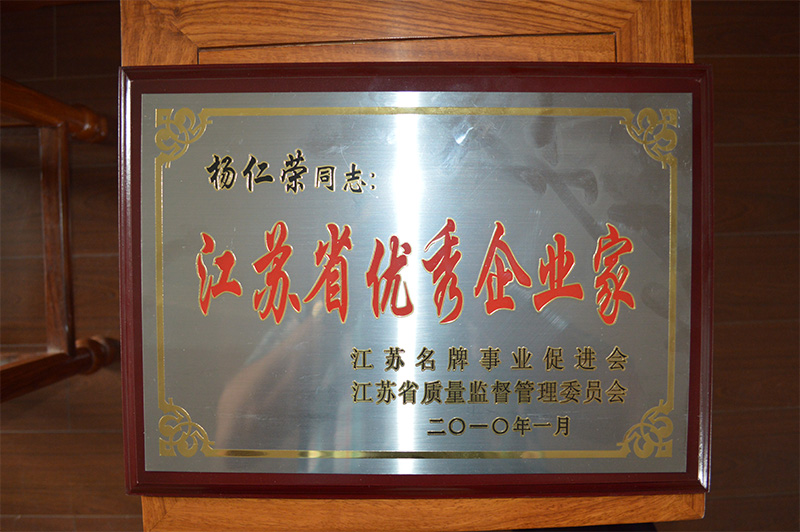 杨仁荣同志：
江苏省优秀企业家
江苏名牌事业促进会
江苏省质量监督管理委员会
二〇一〇年一月